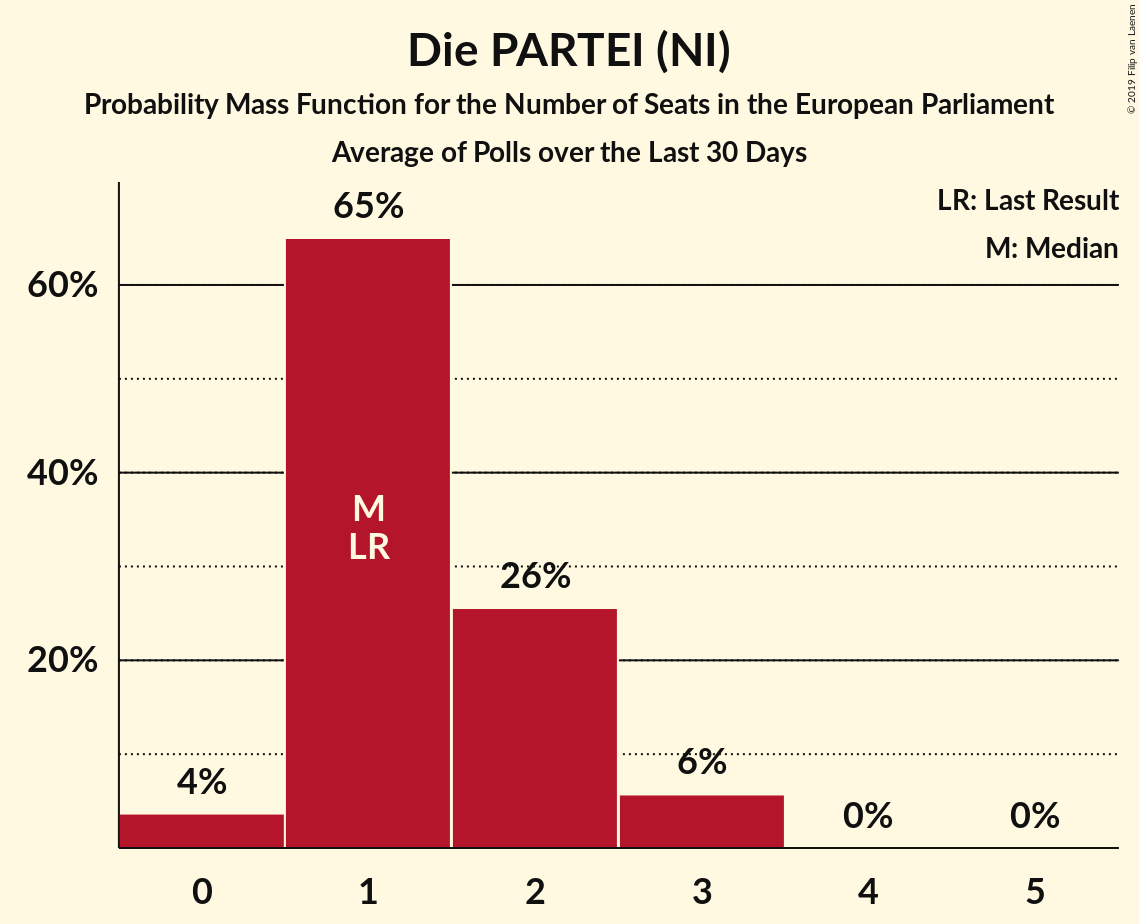 Die PARTEI (NI)
Probability Mass Function for the Number of Seats in the European Parliament
Average of Polls over the Last 30 Days
© 2019 Filip van Laenen
LR: Last Result
M: Median
65%
60%
40%
M
LR
26%
20%
6%
4%
0%
0%
0
1
2
3
4
5